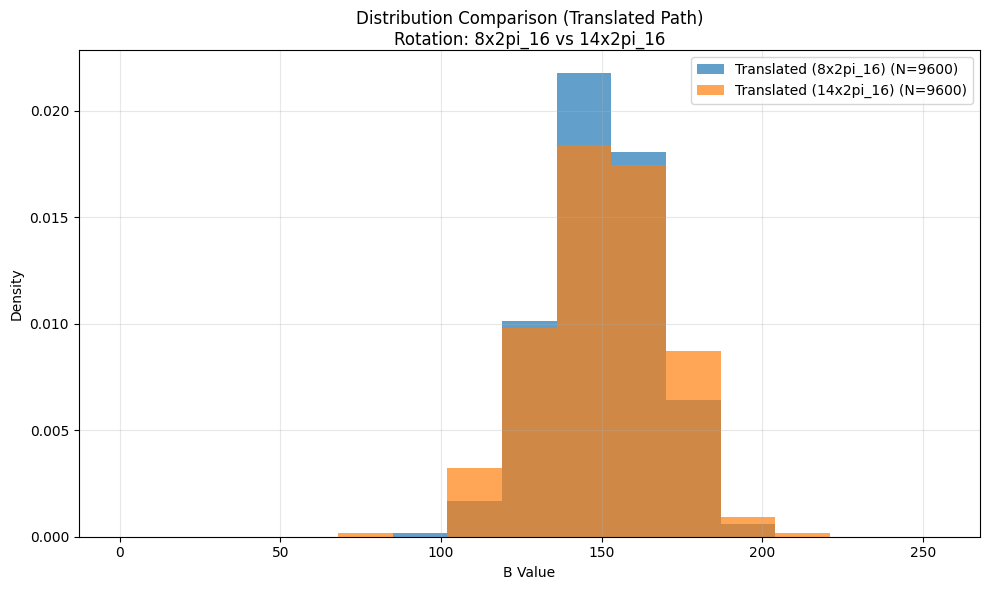 Distribution Comparison (Translated Path)
Rotation: 8x2pi_16 vs 14x2pi_16
Translated (8x2pi_16) (N=9600)
Translated (14x2pi_16) (N=9600)
Density
0.020
0.015
0.010
0.005
0.000
0 50 100 150 200 250
B Value